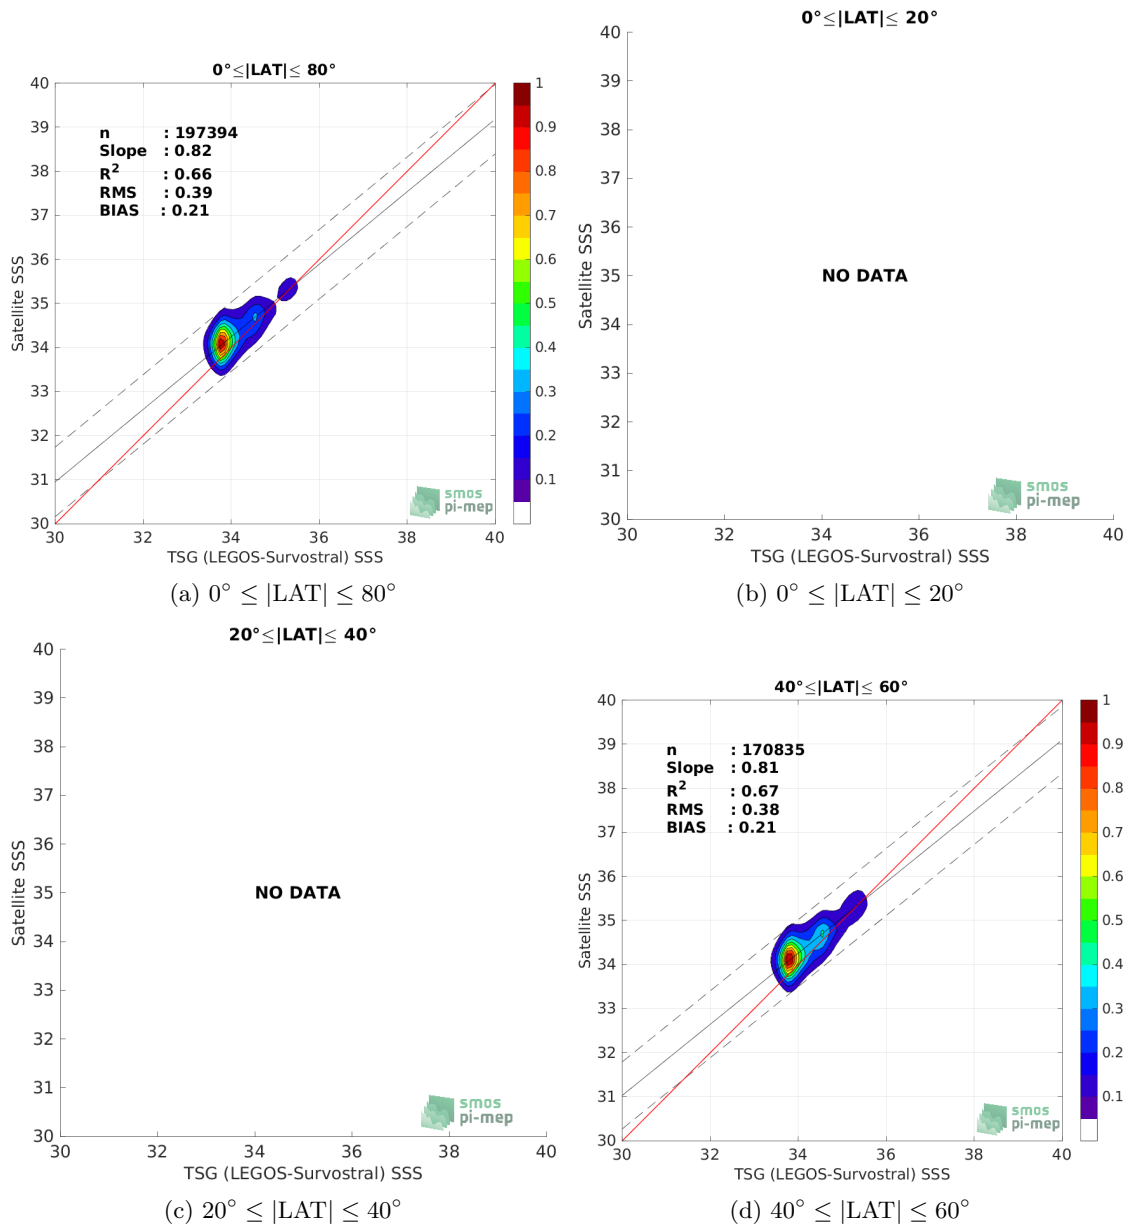 0°≤|LAT|≤ 80°
40
39
38
37
36
35
34
33
32
31
30
Satellite SSS
n : 197394
Slope : 0.82
R² : 0.66
RMS : 0.39
BIAS : 0.21
smos
pi-mep
30 32 34 36 38 40
TSG (LEGOS-Survostral) SSS
1
0.9
0.8
0.7
0.6
0.5
0.4
0.3
0.2
0.1
(a) 0° ≤ |LAT| ≤ 80°
0°≤|LAT|≤ 20°
40
39
38
37
36
35
34
33
32
31
30
Satellite SSS
NO DATA
smos
pi-mep
30 32 34 36 38 40
TSG (LEGOS-Survostral) SSS
(b) 0° ≤ |LAT| ≤ 20°
20°≤|LAT|≤ 40°
40
39
38
37
36
35
34
33
32
31
30
Satellite SSS
NO DATA
smos
pi-mep
30 32 34 36 38 40
TSG (LEGOS-Survostral) SSS
(c) 20° ≤ |LAT| ≤ 40°
40°≤|LAT|≤ 60°
40
39
38
37
36
35
34
33
32
31
30
Satellite SSS
n : 170835
Slope : 0.81
R² : 0.67
RMS : 0.38
BIAS : 0.21
smos
pi-mep
30 32 34 36 38 40
TSG (LEGOS-Survostral) SSS
1
0.9
0.8
0.7
0.6
0.5
0.4
0.3
0.2
0.1
(d) 40° ≤ |LAT| ≤ 60°